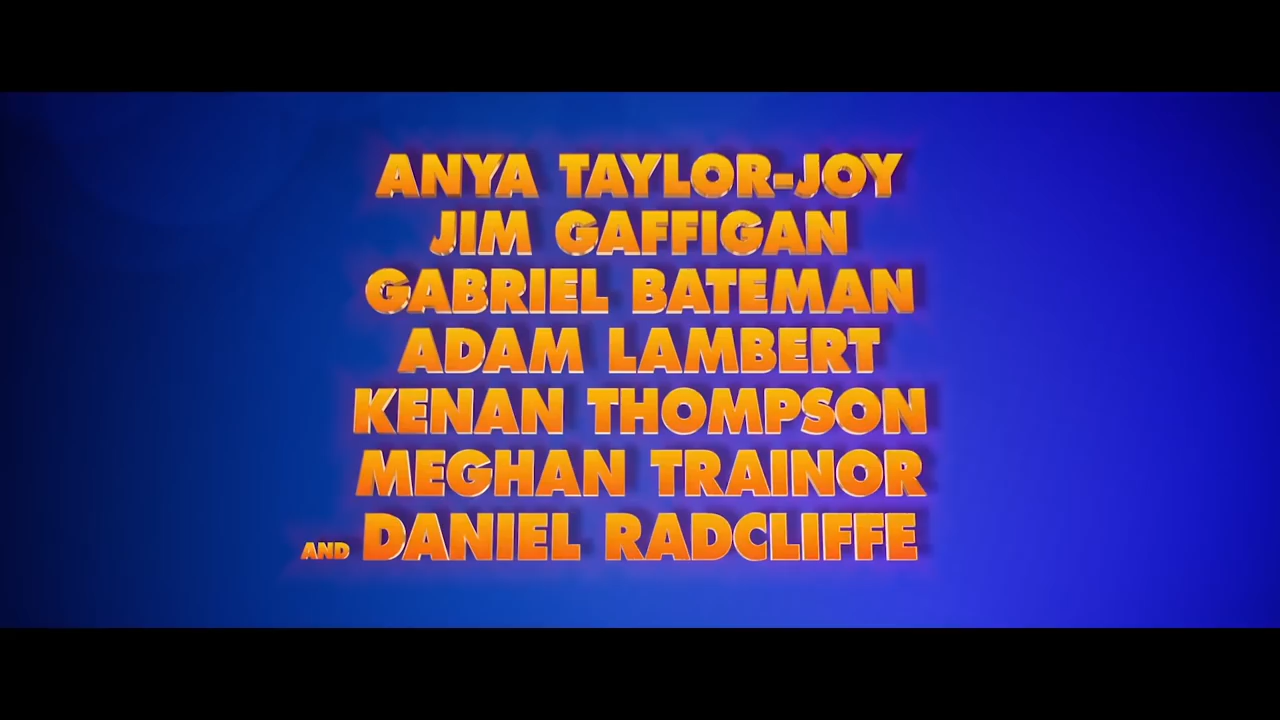 ANYA TAYLOR-JOY
JIM GAFFIGAN
GABRIEL BATEMAN
ADAM LAMBERT
KENAN THOMPSON
MEGHAN TRAINOR
AND DANIEL RADCLIFFE